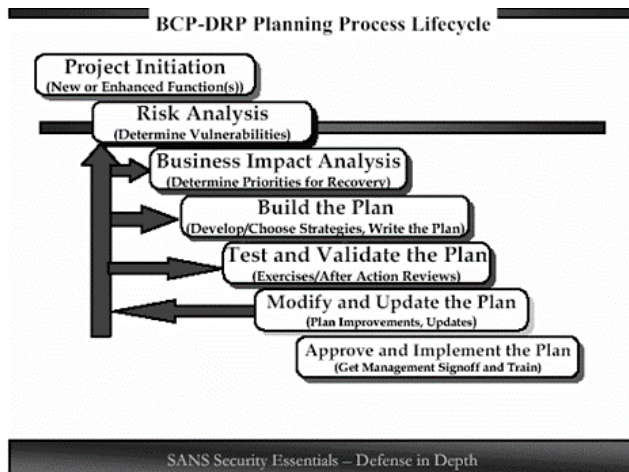 BCP-DRP Planning Process Lifecycle
Project Initiation
(New or Enhanced Function(s))
Risk Analysis
(Determine Vulnerabilities)
Business Impact Analysis
(Determine Priorities for Recovery)
Build the Plan
(Develop/Choose Strategies, Write the Plan)
Test and Validate the Plan
(Exercises/After Action Reviews)
Modify and Update the Plan
(Plan Improvements, Updates)
Approve and Implement the Plan
(Get Management Signoff and Train)
SANS Security Essentials – Defense in Depth